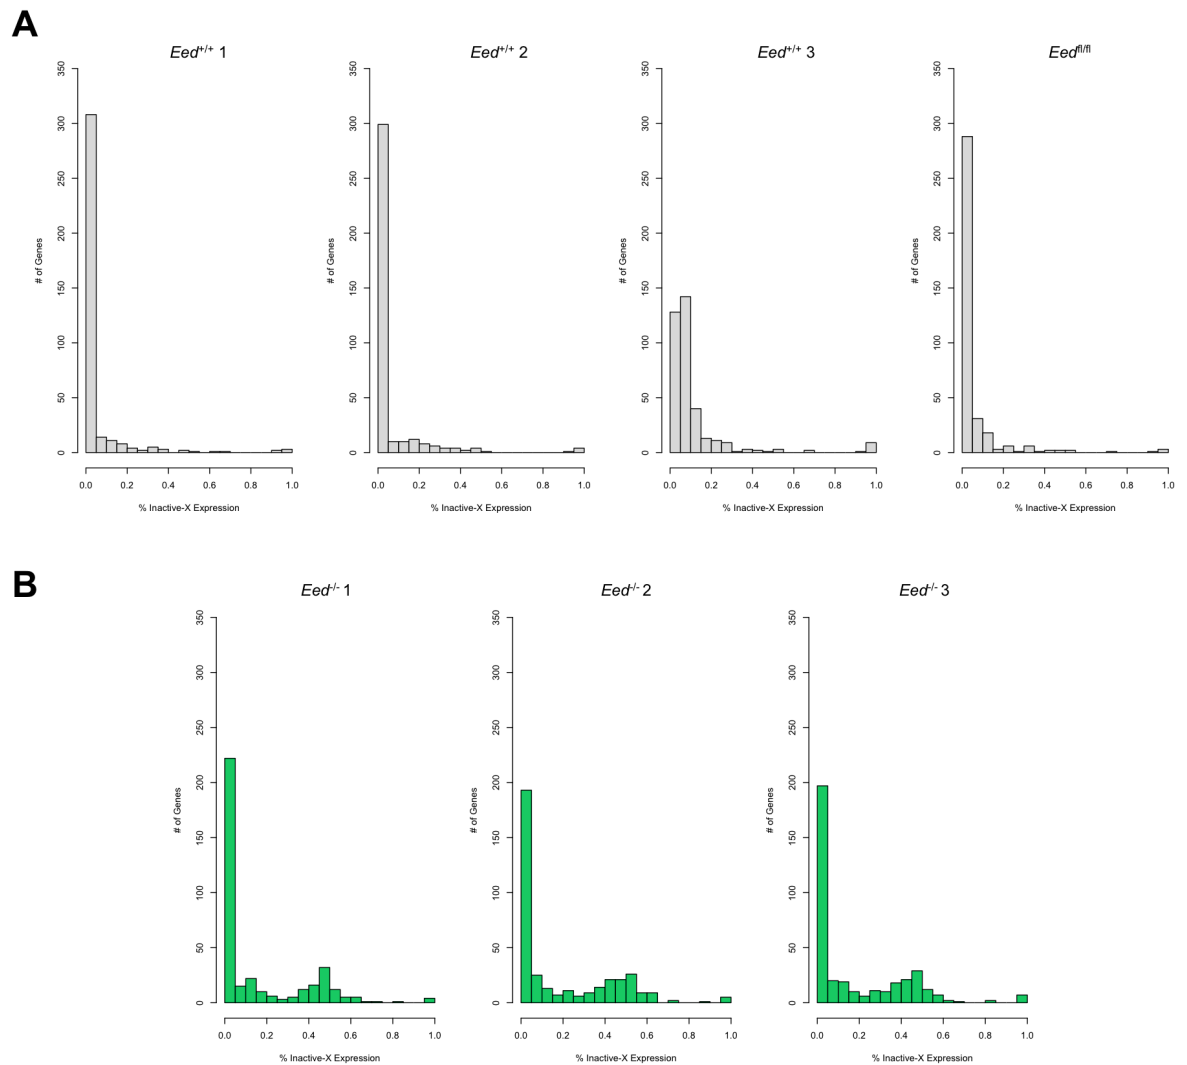 A
Eed+/+ 1
Eed+/+ 2
Eed+/+ 3
Eedfl/fl
# of Genes
0 50 100 150 200 250 300 350
0.0 0.2 0.4 0.6 0.8 1.0
% Inactive-X Expression
# of Genes
0 50 100 150 200 250 300 350
0.0 0.2 0.4 0.6 0.8 1.0
% Inactive-X Expression
# of Genes
0 50 100 150 200 250 300 350
0.0 0.2 0.4 0.6 0.8 1.0
% Inactive-X Expression
# of Genes
0 50 100 150 200 250 300 350
0.0 0.2 0.4 0.6 0.8 1.0
% Inactive-X Expression
B
Eed-/- 1
Eed-/- 2
Eed-/- 3
# of Genes
0 50 100 150 200 250 300 350
0.0 0.2 0.4 0.6 0.8 1.0
% Inactive-X Expression
# of Genes
0 50 100 150 200 250 300 350
0.0 0.2 0.4 0.6 0.8 1.0
% Inactive-X Expression
# of Genes
0 50 100 150 200 250 300 350
0.0 0.2 0.4 0.6 0.8 1.0
% Inactive-X Expression